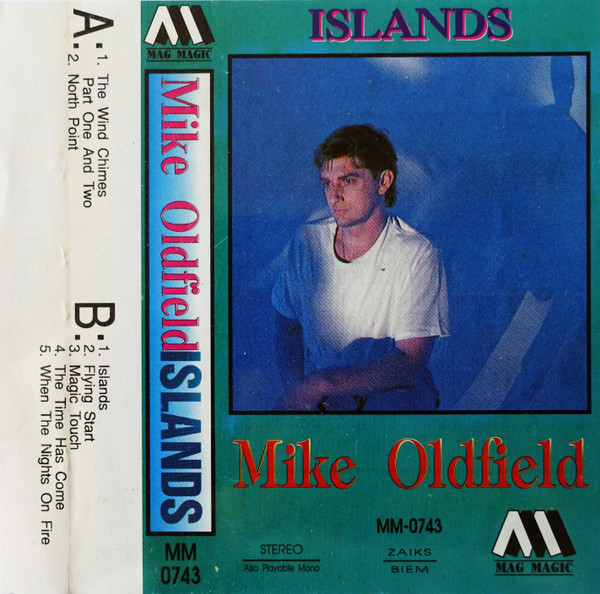 A.
1. The Wind Chimes
Part One And Two
2. North Point
B.
1. Islands
2. Flying Start
3. Magic Touch
4. The Time Has Come
5. When The Nights On Fire
MAG MAGIC
Mike Oldfield ISLANDS
MM
0743
ISLANDS
Mike Oldfield
MM-0743
STEREO
Also Playable Mono
ZAIKS
BIEM
MAG MAGIC